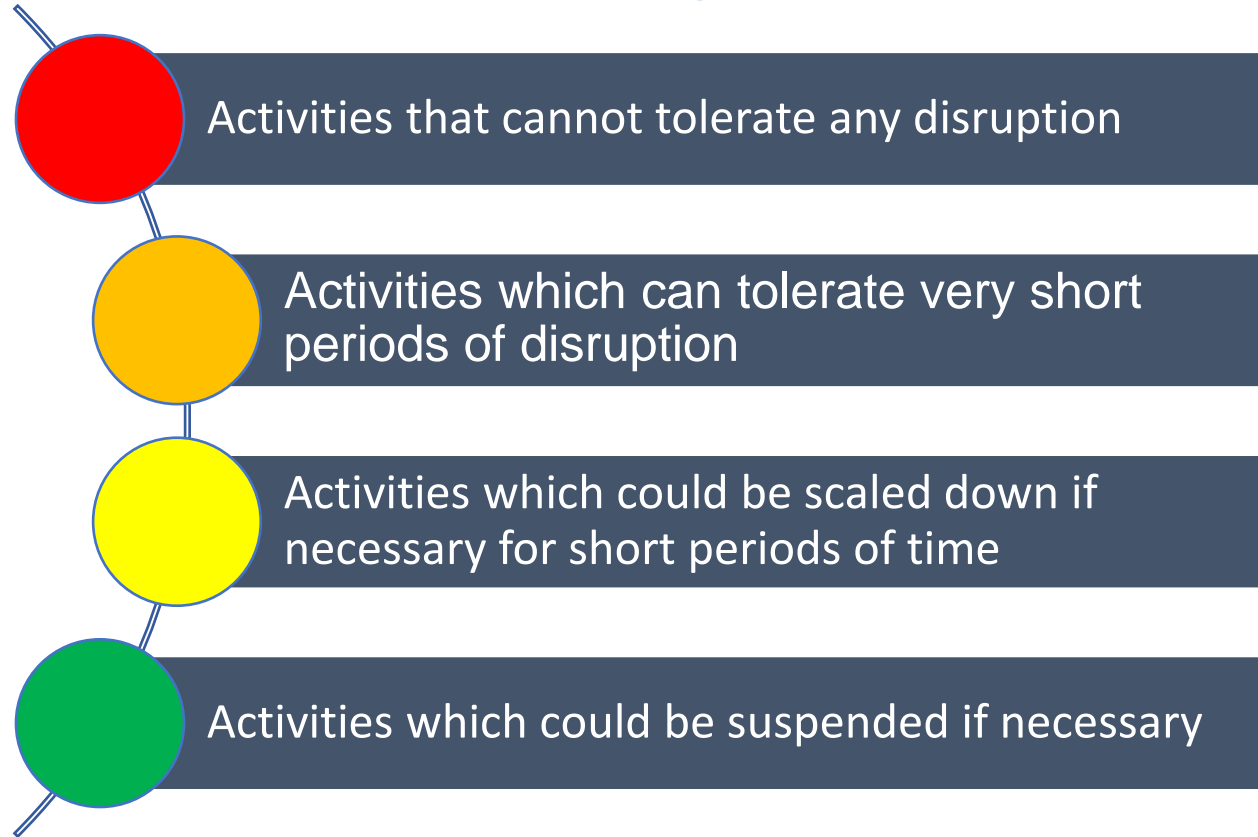 Activities that cannot tolerate any disruption
Activities which can tolerate very short
periods of disruption
Activities which could be scaled down if
necessary for short periods of time
Activities which could be suspended if necessary